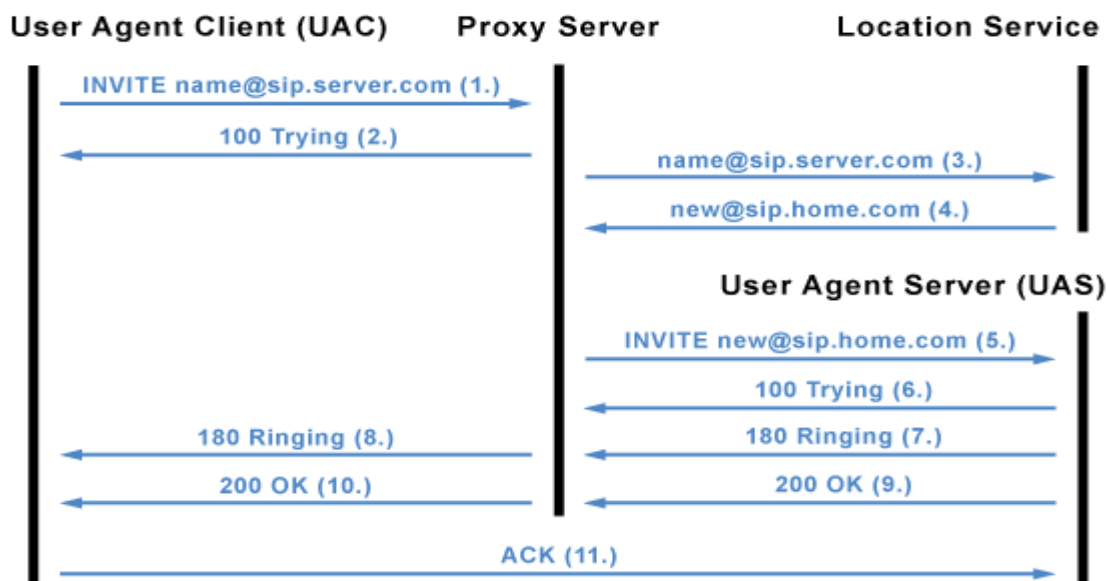 User Agent Client (UAC) Proxy Server Location Service
INVITE name@sip.server.com (1.)
100 Trying (2.)
name@sip.server.com (3.)
new@sip.home.com (4.)
User Agent Server (UAS)
INVITE new@sip.home.com (5.)
100 Trying (6.)
180 Ringing (8.) 180 Ringing (7.)
200 OK (10.) 200 OK (9.)
ACK (11.)